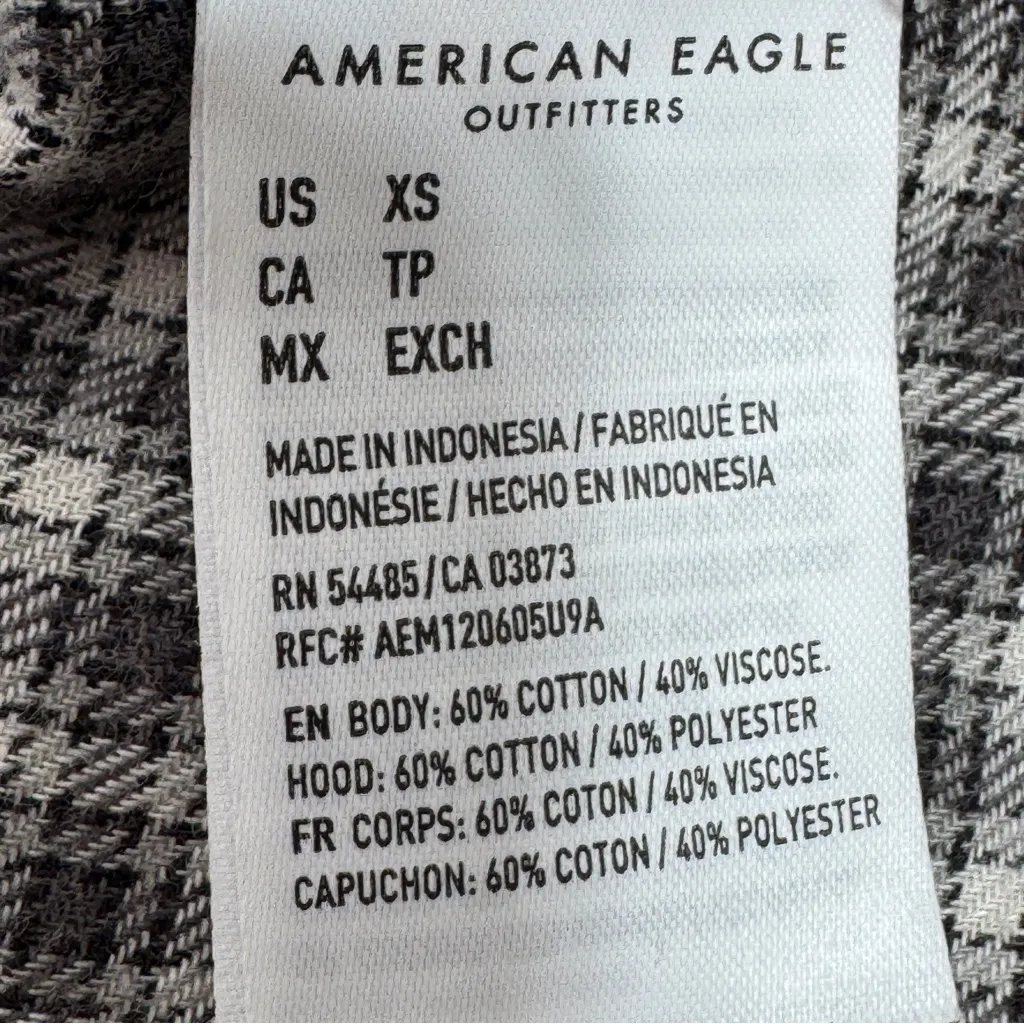 AMERICAN EAGLE
OUTFITTERS
US XS
CA TP
MX EXCH
MADE IN INDONESIA / FABRIQUÉ EN
INDONÉSIE / HECHO EN INDONESIA
RN 54485 / CA 03873
RFC# AEM120605U9A
EN BODY: 60% COTTON / 40% VISCOSE.
HOOD: 60% COTTON / 40% POLYESTER
FR CORPS: 60% COTON / 40% VISCOSE.
CAPUCHON: 60% COTON / 40% POLYESTER